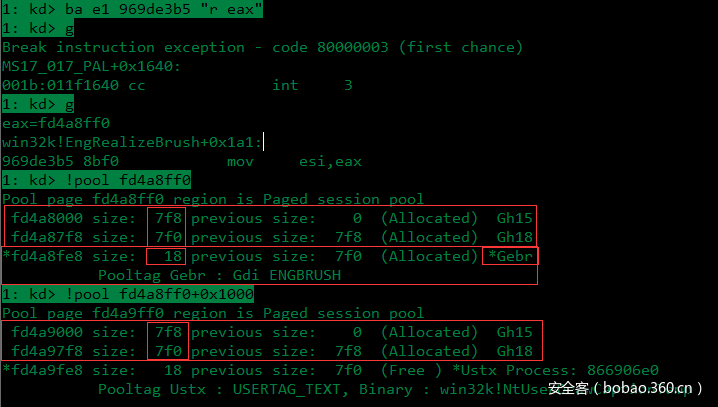 1: kd> ba e1 969de3b5 "r eax"
1: kd> g
Break instruction exception - code 80000003 (first chance)
MS17_017_PAL+0x1640:
001b:011f1640 cc int 3
1: kd> g
eax=fd4a8ff0
win32k!EngRealizeBrush+0x1a1:
969de3b5 8bf0 mov esi,eax
1: kd> !pool fd4a8ff0
Pool page fd4a8ff0 region is Paged session pool
fd4a8000 size: 7f8 previous size: 0 (Allocated) Gh15
fd4a87f8 size: 7f0 previous size: 7f8 (Allocated) Gh18
*fd4a8fe8 size: 18 previous size: 7f0 (Allocated) *Gebr
Pooltag Gebr : Gdi ENGBRUSH
1: kd> !pool fd4a8ff0+0x1000
Pool page fd4a9ff0 region is Paged session pool
fd4a9000 size: 7f8 previous size: 0 (Allocated) Gh15
fd4a97f8 size: 7f0 previous size: 7f8 (Allocated) Gh18
*fd4a9fe8 size: 18 previous size: 7f0 (Free ) *Ustx Process: 866906e0
Pooltag Ustx : USERTAG_TEXT, Binary :
安全客 ( bobao.360.cn )